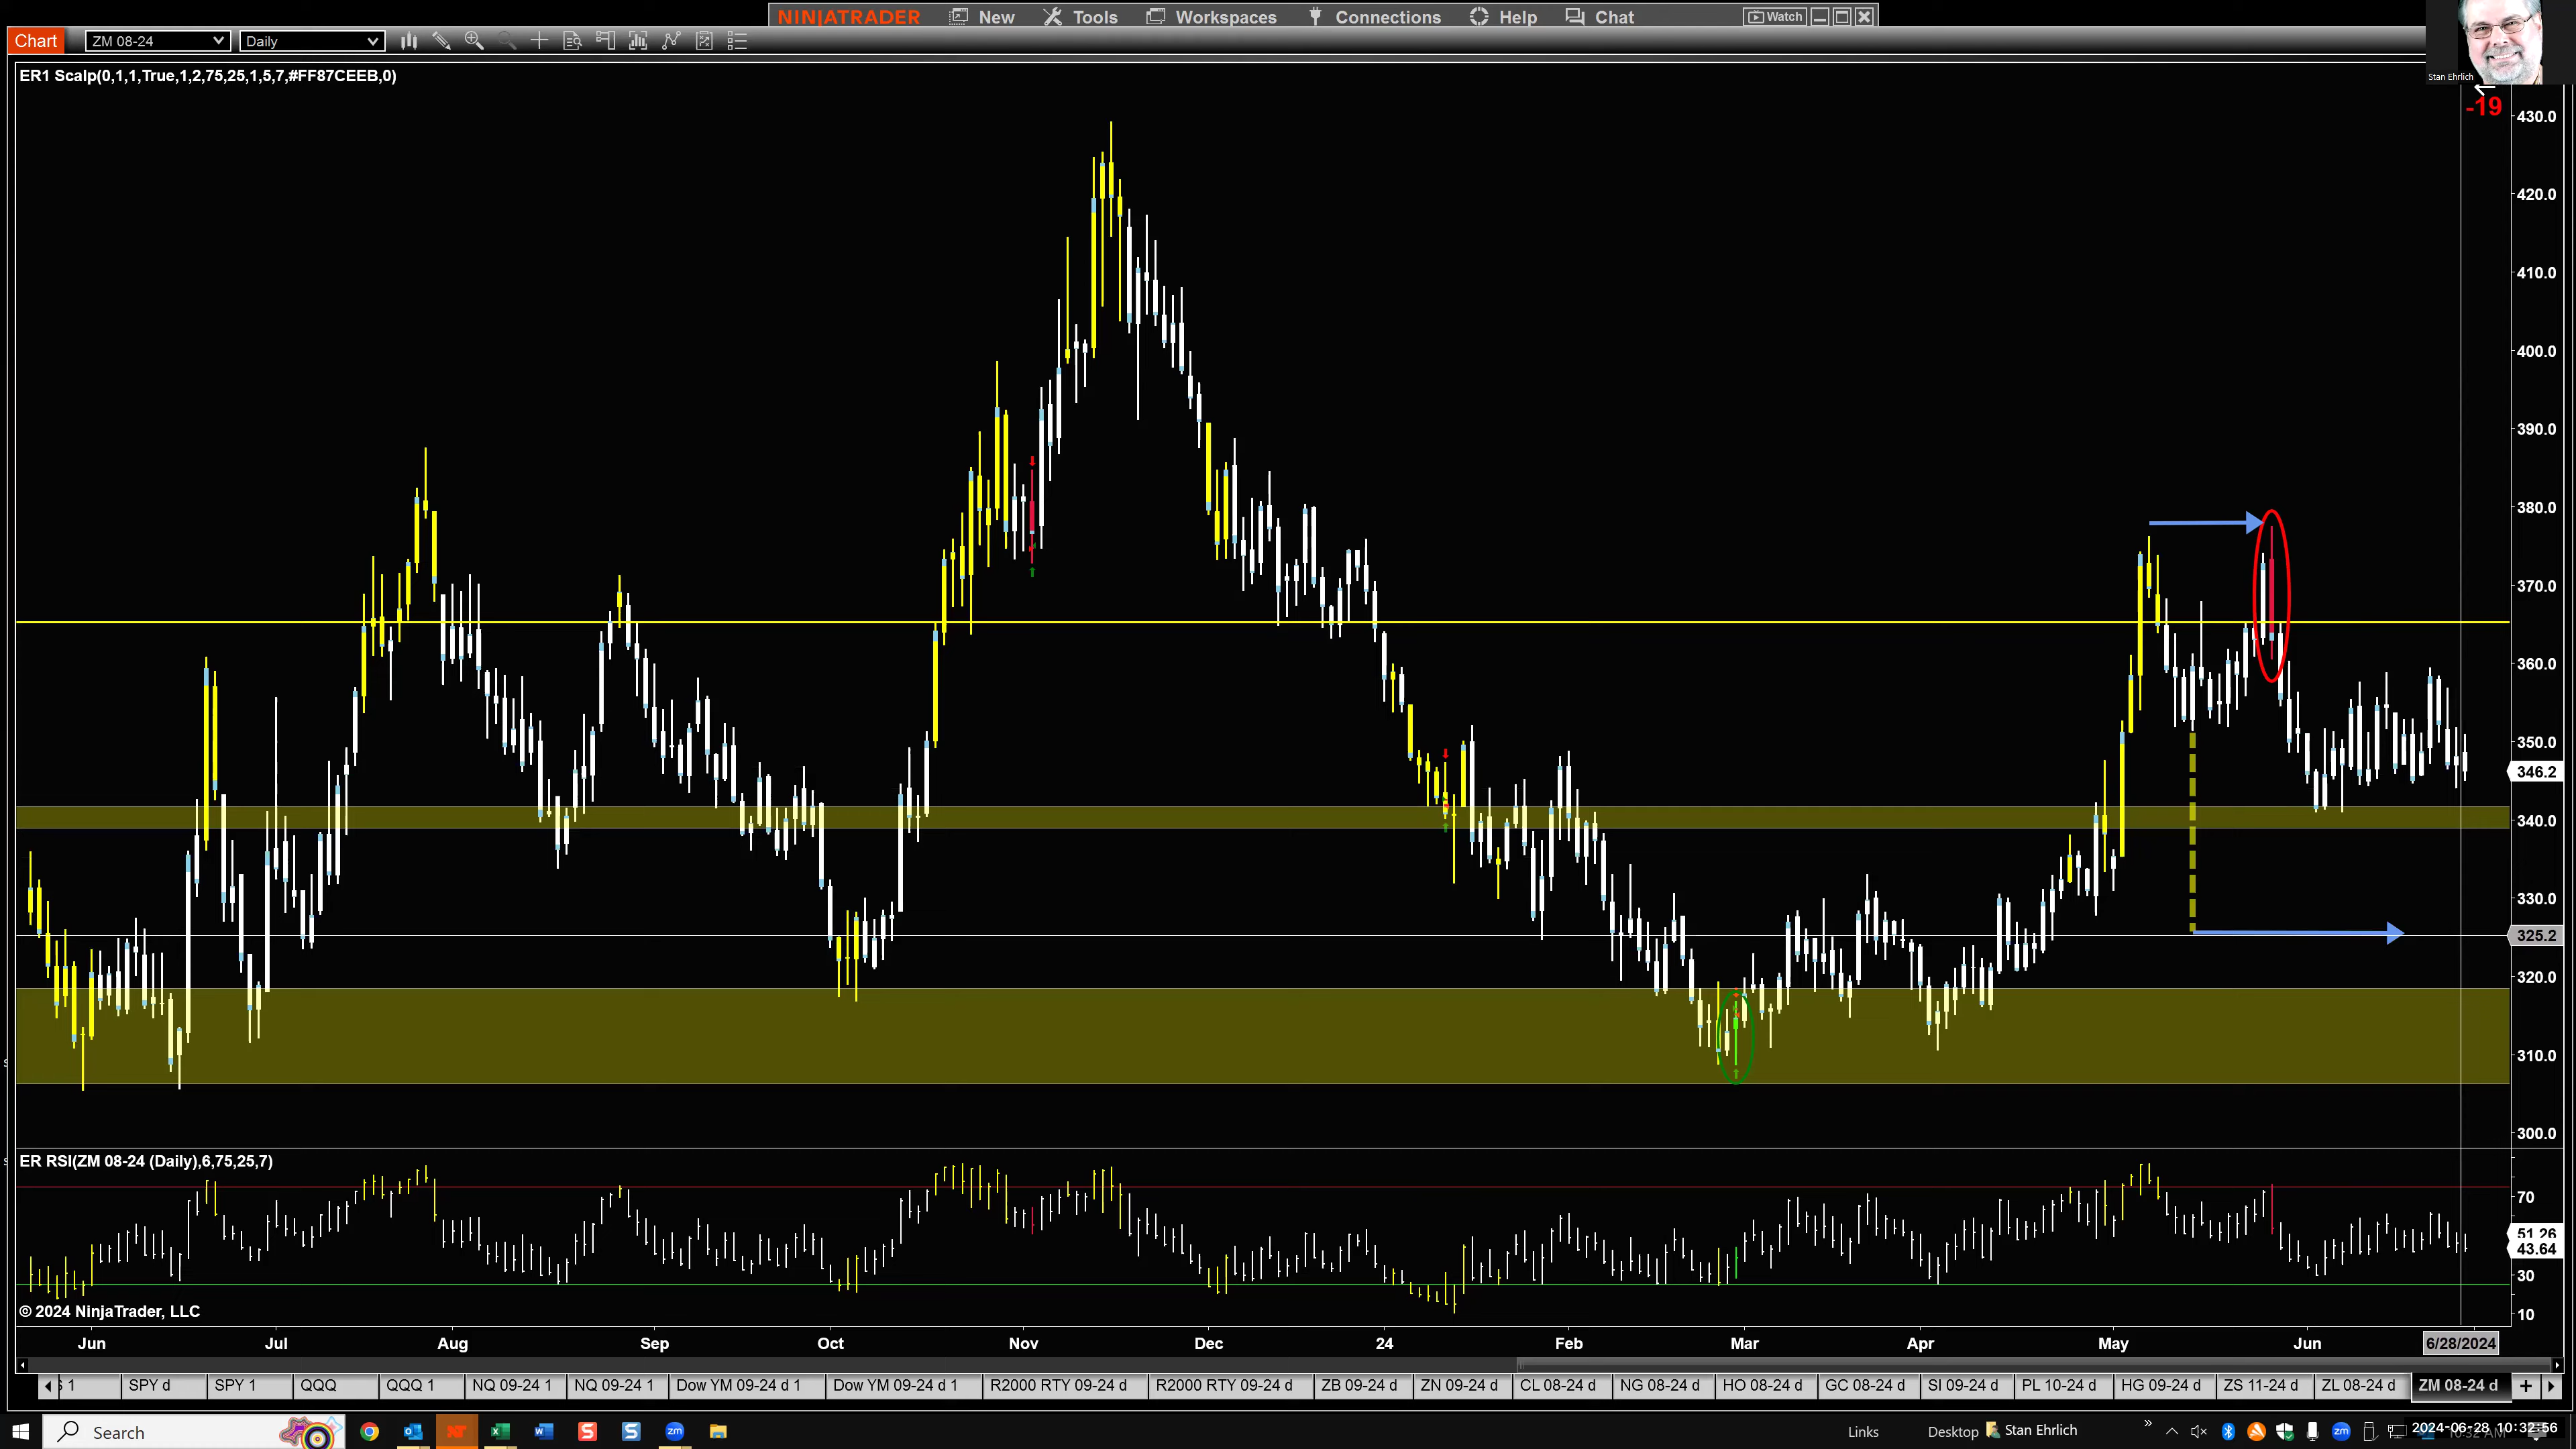 NINJATRADER New Tools Workspaces Connections Help Chat Watch
Chart ZM 08-24 Daily
Stan Ehrlich
ER1 Scalp(0,1,1,True,1,2,75,25,1,5,7,#FF87CEEB,0)
-19
430.0
420.0
410.0
400.0
390.0
380.0
370.0
360.0
350.0
346.2
340.0
330.0
325.2
320.0
310.0
300.0
ER RSI(ZM 08-24 (Daily),6,75,25,7)
70
51.26
43.64
30
10
© 2024 NinjaTrader, LLC
Jun Jul Aug Sep Oct Nov Dec 24 Feb Mar Apr May Jun 6/28/2024
1 SPY d SPY 1 QQQ QQQ 1 NQ 09-24 1 NQ 09-24 1 Dow YM 09-24 d 1 Dow YM 09-24 d 1 R2000 RTY 09-24 d R2000 RTY 09-24 d ZB 09-24 d ZN 09-24 d CL 08-24 d NG 08-24 d HO 08-24 d GC 08-24 d SI 09-24 d PL 10-24 d HG 09-24 d ZS 11-24 d ZL 08-24 d ZM 08-24 d
Search Links Desktop Stan Ehrlich 2024-06-28 10:32:56